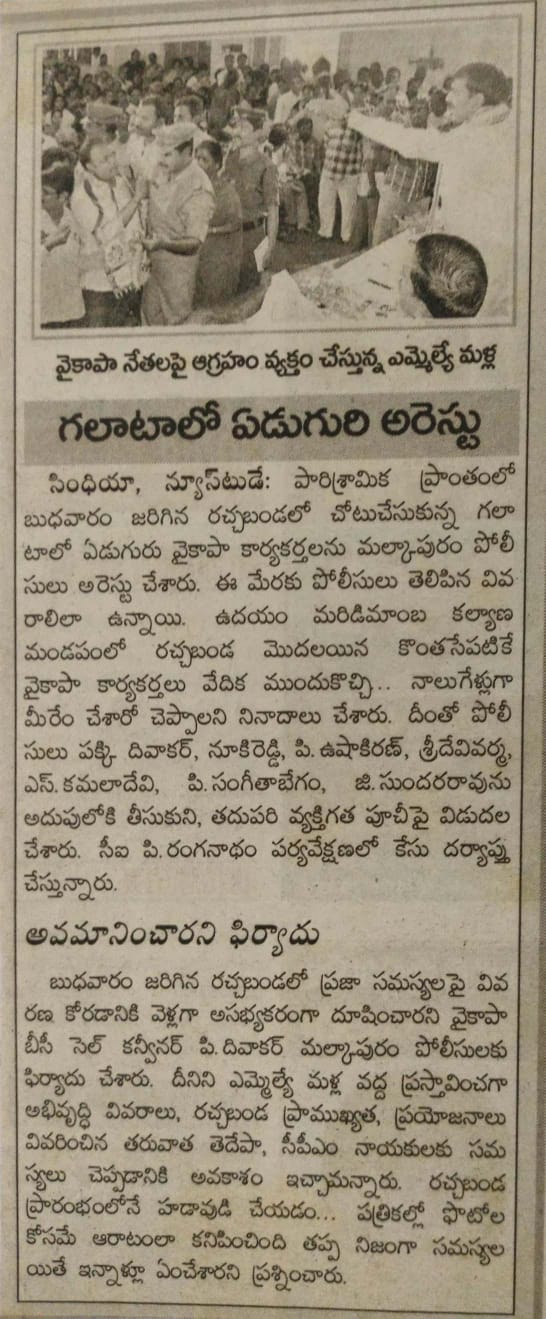 వైకాపా నేతలపై ఆగ్రహం వ్యక్తం చేస్తున్న ఎమ్మెల్యే మళ్ల
గలాటాలో ఏడుగురి అరెస్టు
సింధియా, న్యూస్‌టుడే: పారిశ్రామిక ప్రాంతంలో
బుధవారం జరిగిన రచ్చబండలో చోటుచేసుకున్న గలా
టాలో ఏడుగురు వైకాపా కార్యకర్తలను మల్కాపురం పోలీ
సులు అరెస్టు చేశారు. ఈ మేరకు పోలీసులు తెలిపిన వివ
రాలిలా ఉన్నాయి. ఉదయం మరిడిమాంబ కల్యాణ
మండపంలో రచ్చబండ మొదలయిన కొంతసేపటికే
వైకాపా కార్యకర్తలు వేదిక ముందుకొచ్చి.. నాలుగేళ్లుగా
మీరేం చేశారో చెప్పాలని నినాదాలు చేశారు. దీంతో పోలీ
సులు పక్కి దివాకర్, నూకిరెడ్డి, పి.ఉషాకిరణ్, శ్రీదేవివర్మ,
ఎస్.కమలాదేవి, పి.సంగీతాబేగం, జి.సుందరరావును
అదుపులోకి తీసుకుని, తదుపరి వ్యక్తిగత పూచీపై విడుదల
చేశారు. సీఐ పి.రంగనాథం పర్యవేక్షణలో కేసు దర్యాప్తు
చేస్తున్నారు.
అవమానించారని ఫిర్యాదు
బుధవారం జరిగిన రచ్చబండలో ప్రజా సమస్యలపై వివ
రణ కోరడానికి వెళ్లగా అసభ్యకరంగా దూషించారని వైకాపా
బీసీ సెల్ కన్వీనర్ పి.దివాకర్ మల్కాపురం పోలీసులకు
ఫిర్యాదు చేశారు. దీనిని ఎమ్మెల్యే మళ్ల వద్ద ప్రస్తావించగా
అభివృద్ధి వివరాలు, రచ్చబండ ప్రాముఖ్యత, ప్రయోజనాలు
వివరించిన తరువాత తెదేపా, సీపీఎం నాయకులకు సమ
స్యలు చెప్పడానికి అవకాశం ఇచ్చామన్నారు. రచ్చబండ
ప్రారంభంలోనే హడావుడి చేయడం... పత్రికల్లో ఫొటోల
కోసమే ఆరాటంలా కనిపించింది తప్ప నిజంగా సమస్యల
యితే ఇన్నాళ్లూ ఏంచేశారని ప్రశ్నించారు.